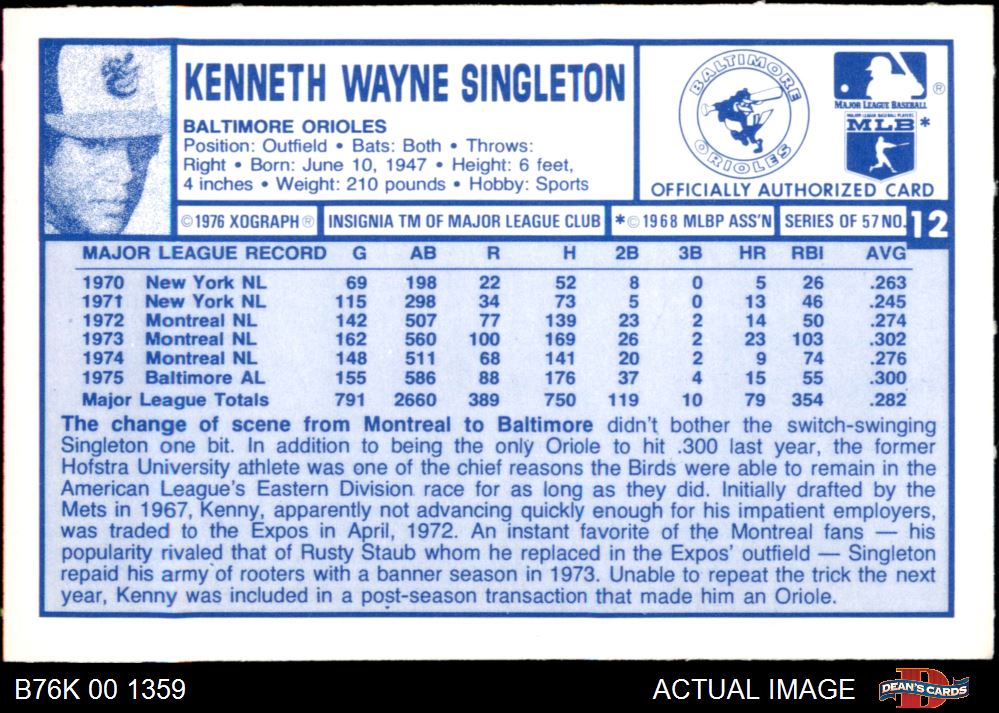 KENNETH WAYNE SINGLETON
BALTIMORE ORIOLES
Position: Outfield • Bats: Both • Throws:
Right • Born: June 10, 1947 • Height: 6 feet,
4 inches • Weight: 210 pounds • Hobby: Sports
BALTIMORE
ORIOLES
®
MAJOR LEAGUE BASEBALL
MAJOR LEAGUE BASEBALL PLAYERS
MLB *
OFFICIALLY AUTHORIZED CARD
© 1976 XOGRAPH ® INSIGNIA TM OF MAJOR LEAGUE CLUB *© 1968 MLBP ASS'N SERIES OF 57 NO. 12
MAJOR LEAGUE RECORD G AB R H 2B 3B HR RBI AVG
1970 New York NL 69 198 22 52 8 0 5 26 .263
1971 New York NL 115 298 34 73 5 0 13 46 .245
1972 Montreal NL 142 507 77 139 23 2 14 50 .274
1973 Montreal NL 162 560 100 169 26 2 23 103 .302
1974 Montreal NL 148 511 68 141 20 2 9 74 .276
1975 Baltimore AL 155 586 88 176 37 4 15 55 .300
Major League Totals 791 2660 389 750 119 10 79 354 .282
The change of scene from Montreal to Baltimore didn't bother the switch-swinging
Singleton one bit. In addition to being the only Oriole to hit .300 last year, the former
Hofstra University athlete was one of the chief reasons the Birds were able to remain in the
American League's Eastern Division race for as long as they did. Initially drafted by the
Mets in 1967, Kenny, apparently not advancing quickly enough for his impatient employers,
was traded to the Expos in April, 1972. An instant favorite of the Montreal fans — his
popularity rivaled that of Rusty Staub whom he replaced in the Expos' outfield — Singleton
repaid his army of rooters with a banner season in 1973. Unable to repeat the trick the next
year, Kenny was included in a post-season transaction that made him an Oriole.
B76K 00 1359 ACTUAL IMAGE DEAN'S CARDS